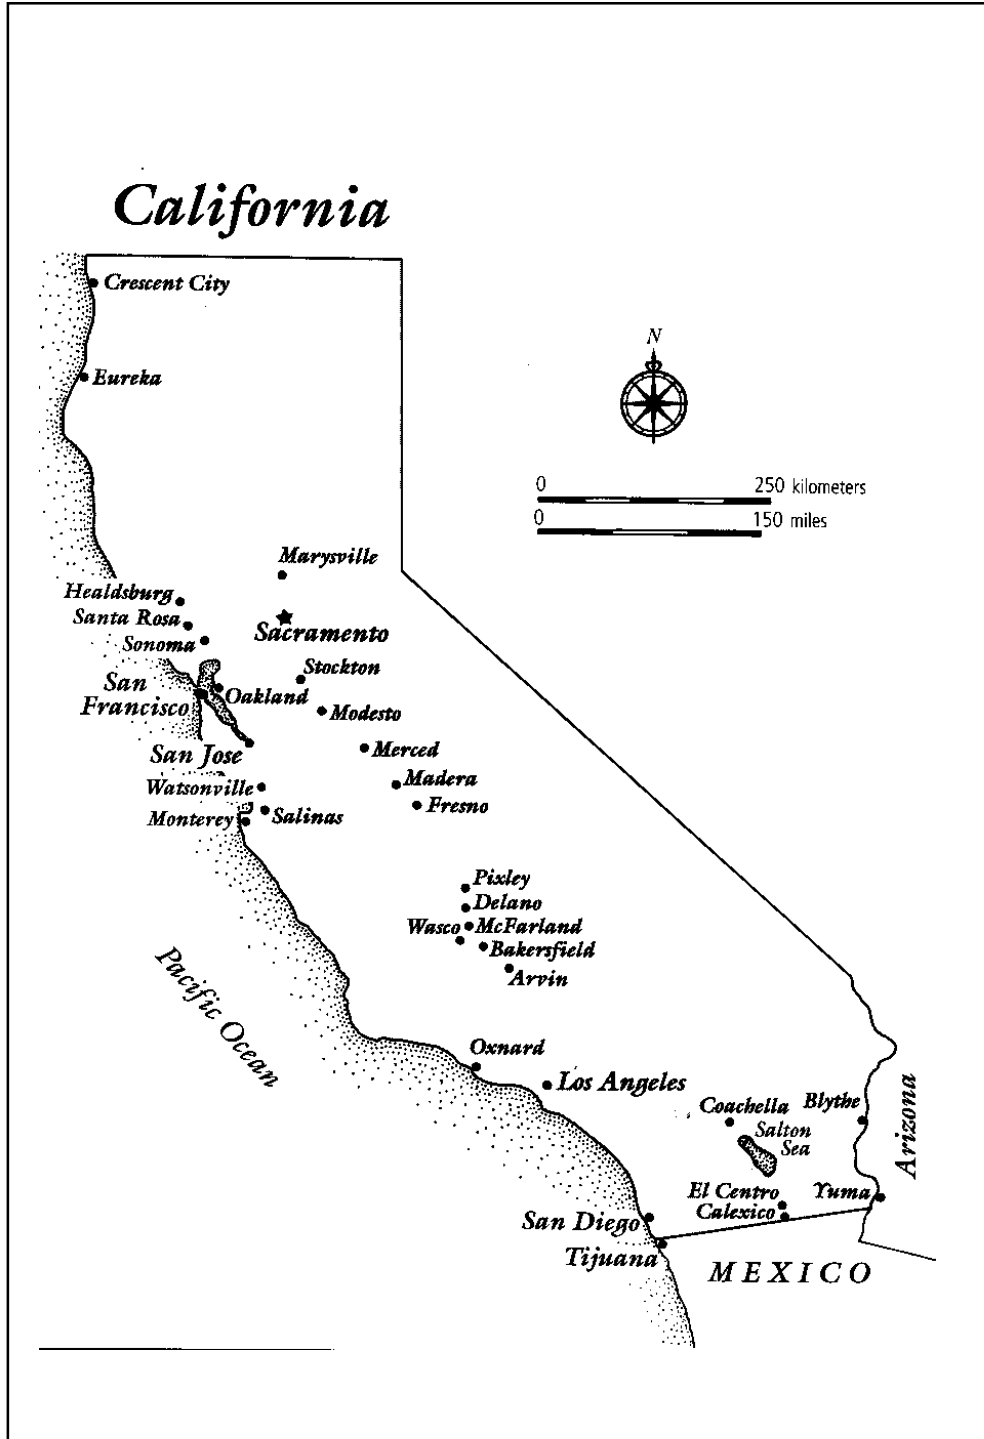 California
Crescent City
N
Eureka
0 250 kilometers
0 150 miles
Marysville
Healdsburg
Santa Rosa
Sonoma
Sacramento
Stockton
San
Francisco
Oakland
Modesto
San Jose
Merced
Watsonville
Madera
Monterey
Salinas
Fresno
Pixley
Delano
Wasco
McFarland
Bakersfield
Arvin
Pacific Ocean
Oxnard
Los Angeles
Coachella
Blythe
Salton
Sea
Arizona
El Centro
Yuma
Calexico
San Diego
Tijuana
MEXICO